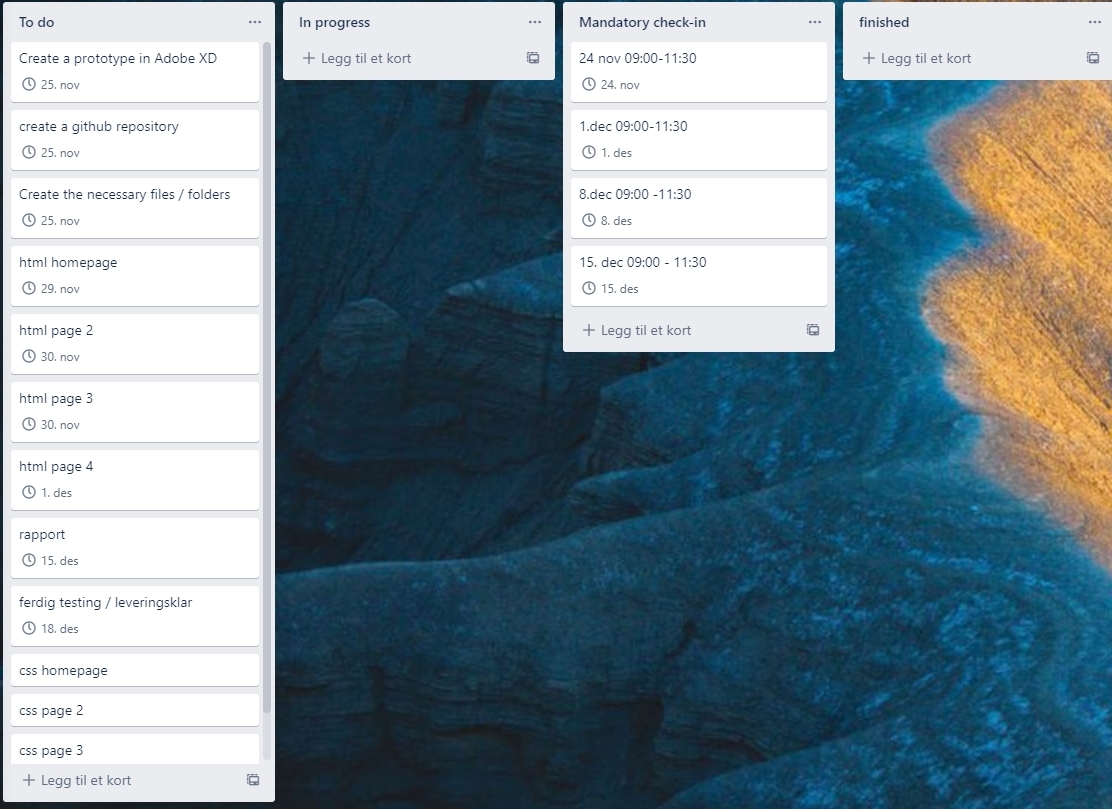 To do
Create a prototype in Adobe XD
25. nov
create a github repository
25. nov
Create the necessary files / folders
25. nov
html homepage
29. nov
html page 2
30. nov
html page 3
30. nov
html page 4
1. des
rapport
15. des
ferdig testing / leveringsklar
18. des
css homepage
css page 2
css page 3
+ Legg til et kort
In progress
+ Legg til et kort
Mandatory check-in
24 nov 09:00-11:30
24. nov
1.dec 09:00-11:30
1. des
8.dec 09:00 -11:30
8. des
15. dec 09:00 - 11:30
15. des
+ Legg til et kort
finished
+ Legg til et kort